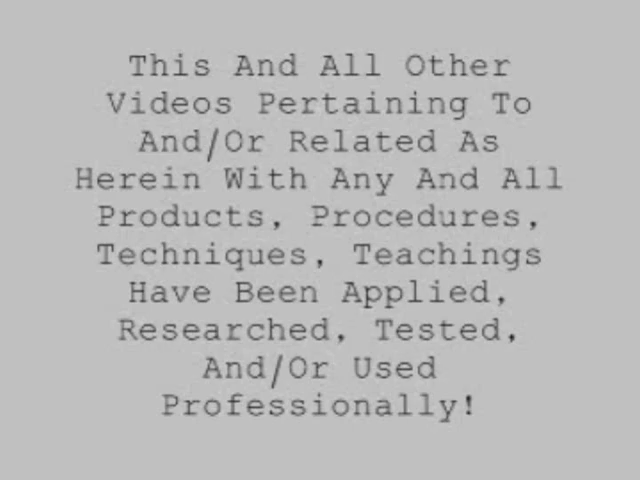 This And All Other
Videos Pertaining To
And/Or Related As
Herein With Any And All
Products, Procedures,
Techniques, Teachings
Have Been Applied,
Researched, Tested,
And/Or Used
Professionally!